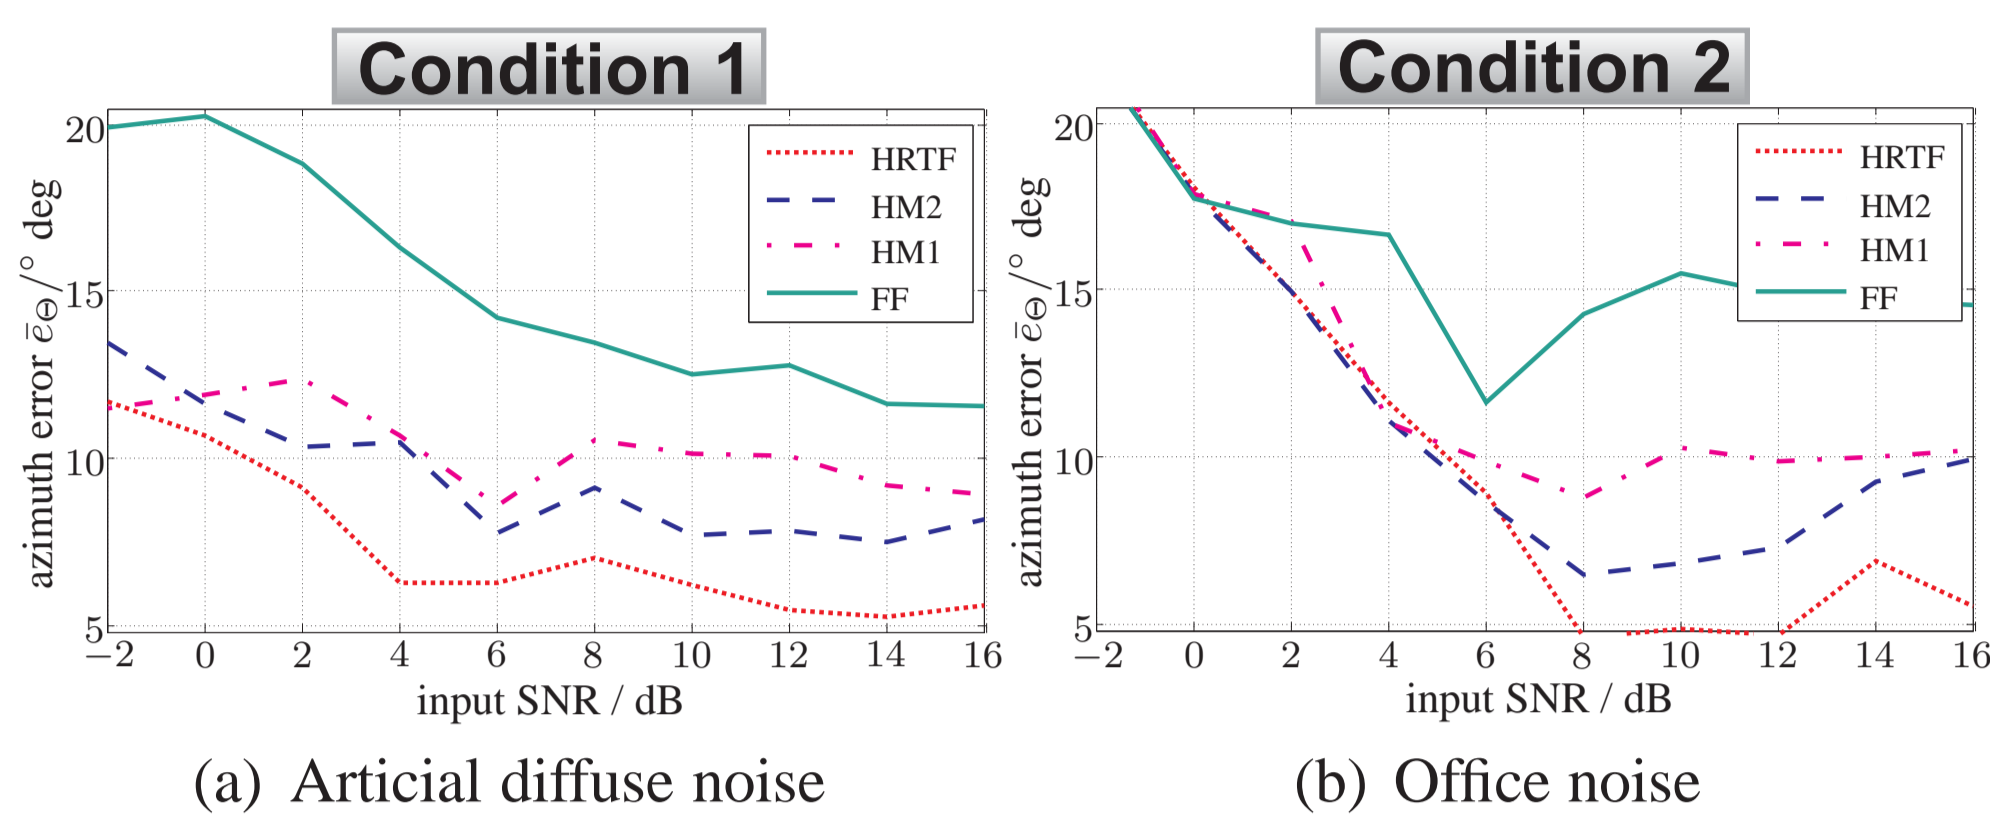 Condition 1
20
15
10
5
azimuth error ē_Θ/° deg
HRTF
HM2
HM1
FF
−2 0 2 4 6 8 10 12 14 16
input SNR / dB
(a) Articial diffuse noise
Condition 2
20
15
10
5
azimuth error ē_Θ/° deg
HRTF
HM2
HM1
FF
−2 0 2 4 6 8 10 12 14 16
input SNR / dB
(b) Office noise